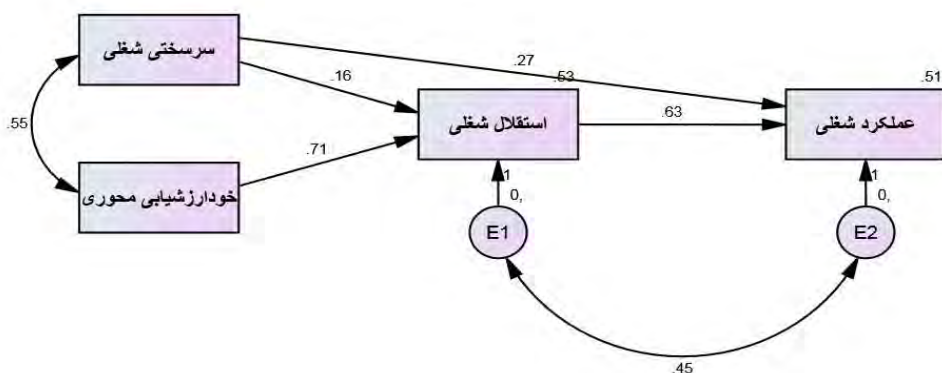 سرسختی شغلی
.27
.53
.51
.16
.55
استقلال شغلی
.63
عملکرد شغلی
.71
خودارزشیابی محوری
1
0,
1
0,
E1
E2
.45